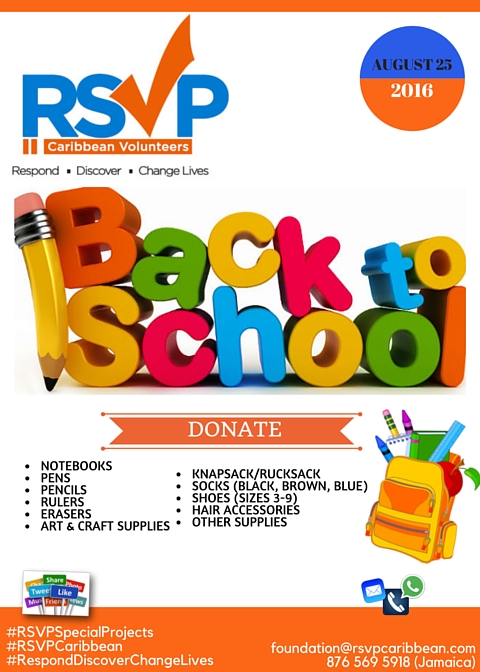 RSVP
Caribbean Volunteers
Respond ▪ Discover ▪ Change Lives
AUGUST 25
2016
Back to
School
DONATE
• NOTEBOOKS
• PENS
• PENCILS
• RULERS
• ERASERS
• ART & CRAFT SUPPLIES
• KNAPSACK/RUCKSACK
• SOCKS (BLACK, BROWN, BLUE)
• SHOES (SIZES 3-9)
• HAIR ACCESSORIES
• OTHER SUPPLIES
Share
Tweet
Like
#RSVPSpecialProjects
#RSVPCaribbean
#RespondDiscoverChangeLives
foundation@rsvpcaribbean.com
876 569 5918 (Jamaica)